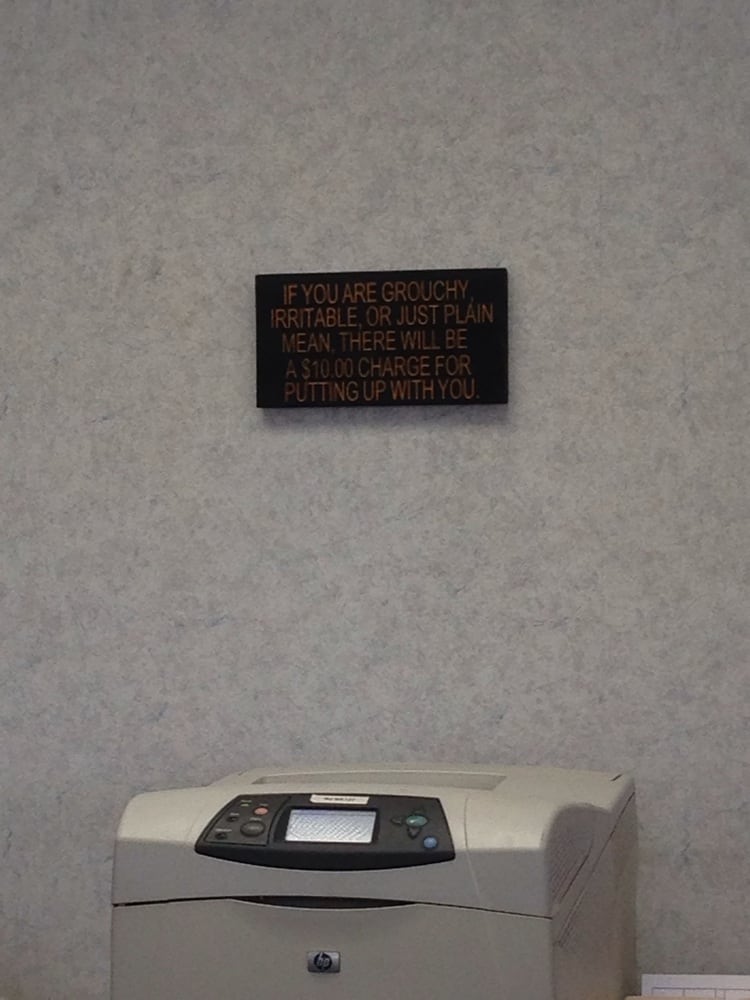 IF YOU ARE GROUCHY,
IRRITABLE, OR JUST PLAIN
MEAN, THERE WILL BE
A $10.00 CHARGE FOR
PUTTING UP WITH YOU.
hp